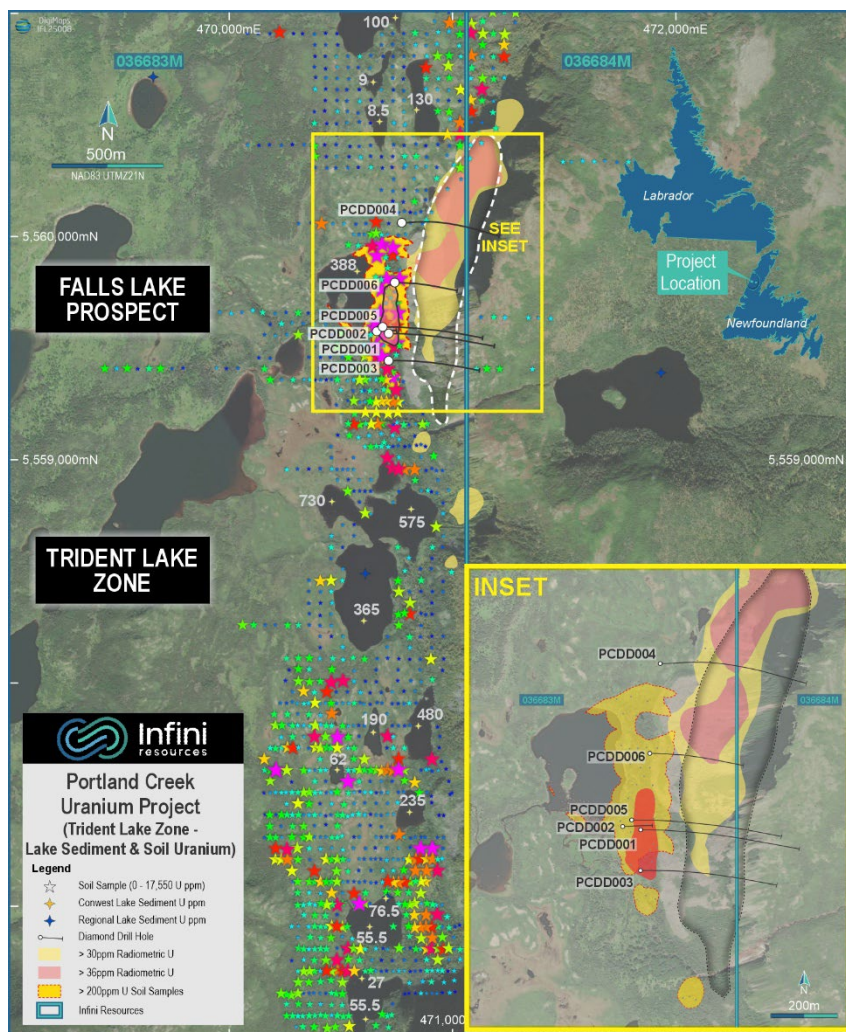 DigiMaps
IFL25008
470,000mE
472,000mE
100
036683M
036684M
9
8.5
130
N
500m
NAD83 UTMZ21N
Labrador
Project
Location
Newfoundland
PCDD004
5,560,000mN
SEE
INSET
388
FALLS LAKE
PROSPECT
PCDD006
PCDD005
PCDD002
PCDD001
PCDD003
5,559,000mN
5,559,000mN
730
575
TRIDENT LAKE
ZONE
365
190
480
62
235
76.5
55.5
27
55.5
471,000
INSET
PCDD004
036683M
036684M
PCDD006
PCDD005
PCDD002
PCDD001
PCDD003
N
200m
Infini
resources
Portland Creek
Uranium Project
(Trident Lake Zone -
Lake Sediment & Soil Uranium)
Legend
Soil Sample (0 - 17,550 U ppm)
Conwest Lake Sediment U ppm
Regional Lake Sediment U ppm
Diamond Drill Hole
> 30ppm Radiometric U
> 36ppm Radiometric U
> 200ppm U Soil Samples
Infini Resources